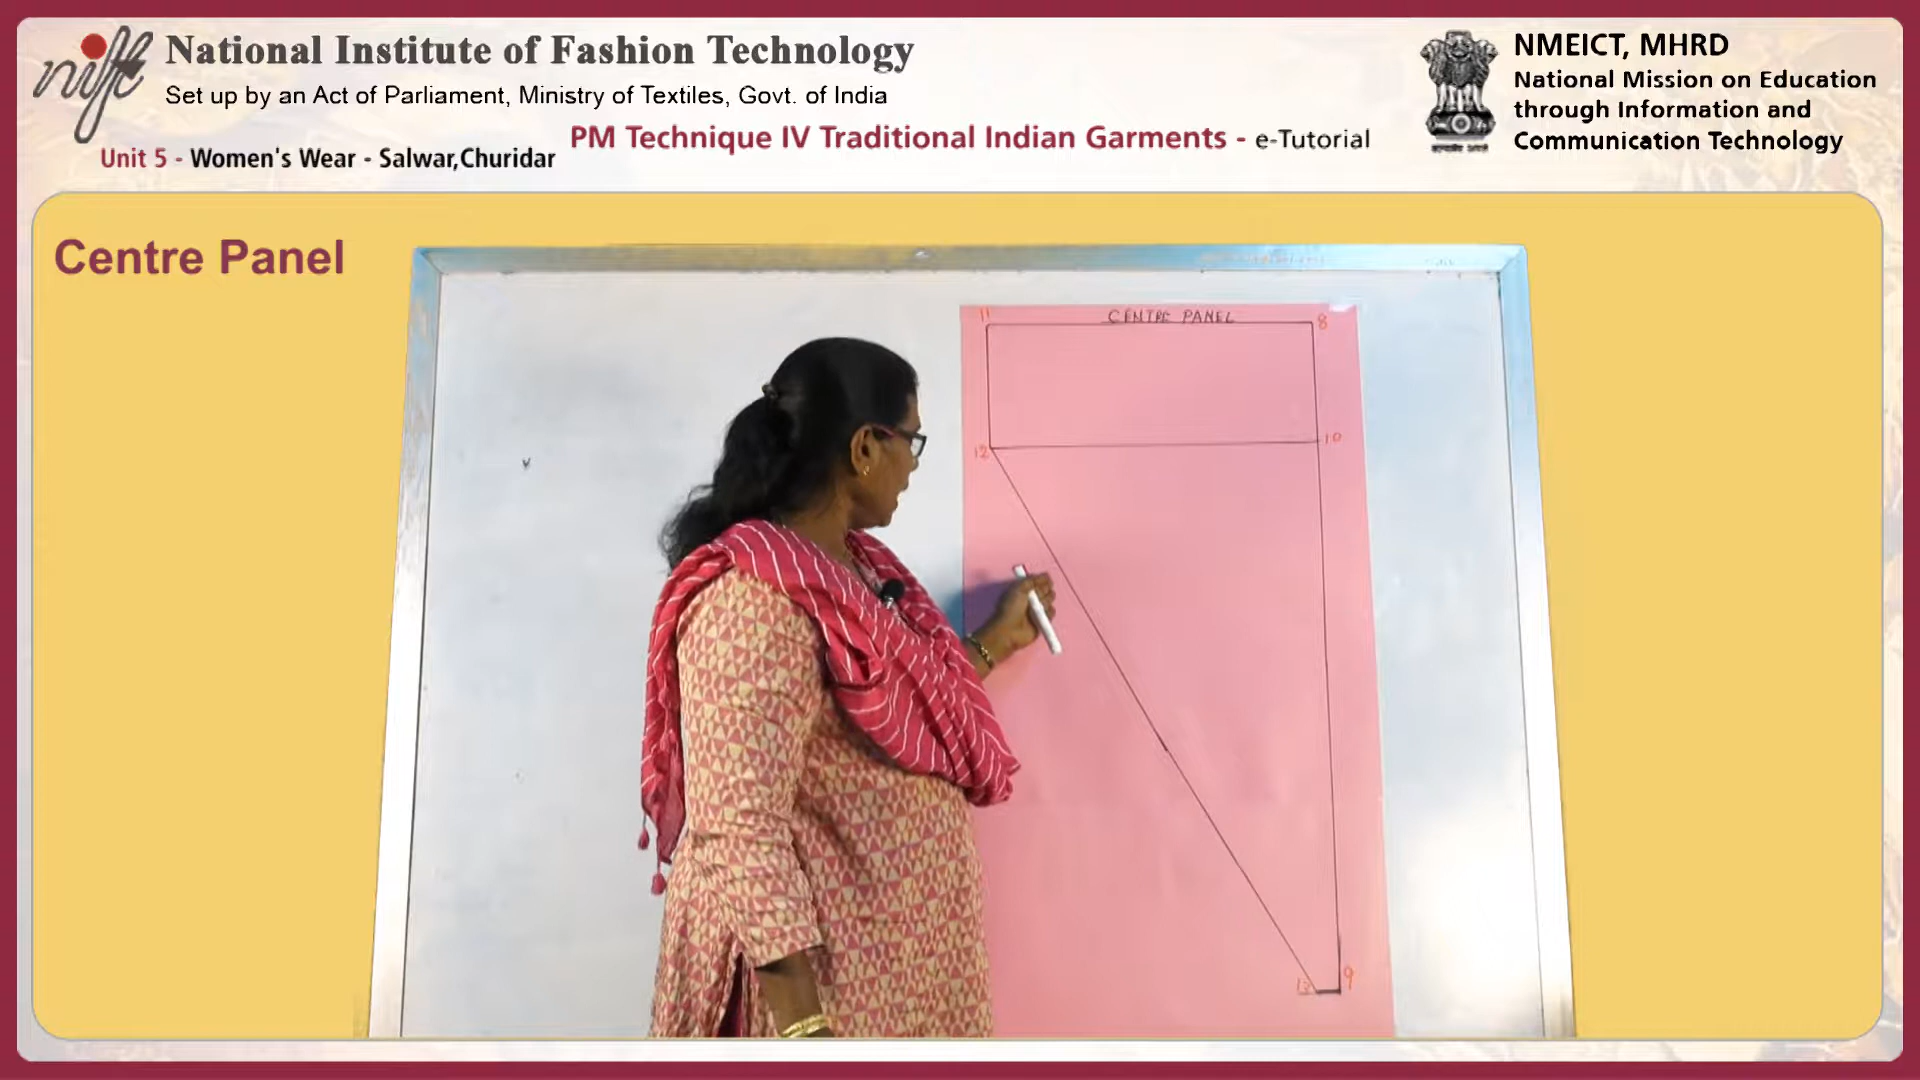 nift
National Institute of Fashion Technology
Set up by an Act of Parliament, Ministry of Textiles, Govt. of India
PM Technique IV Traditional Indian Garments - e-Tutorial
Unit 5 - Women's Wear - Salwar,Churidar
NMEICT, MHRD
National Mission on Education
through Information and
Communication Technology
Centre Panel
11
CENTRE PANEL
8
12
10
9